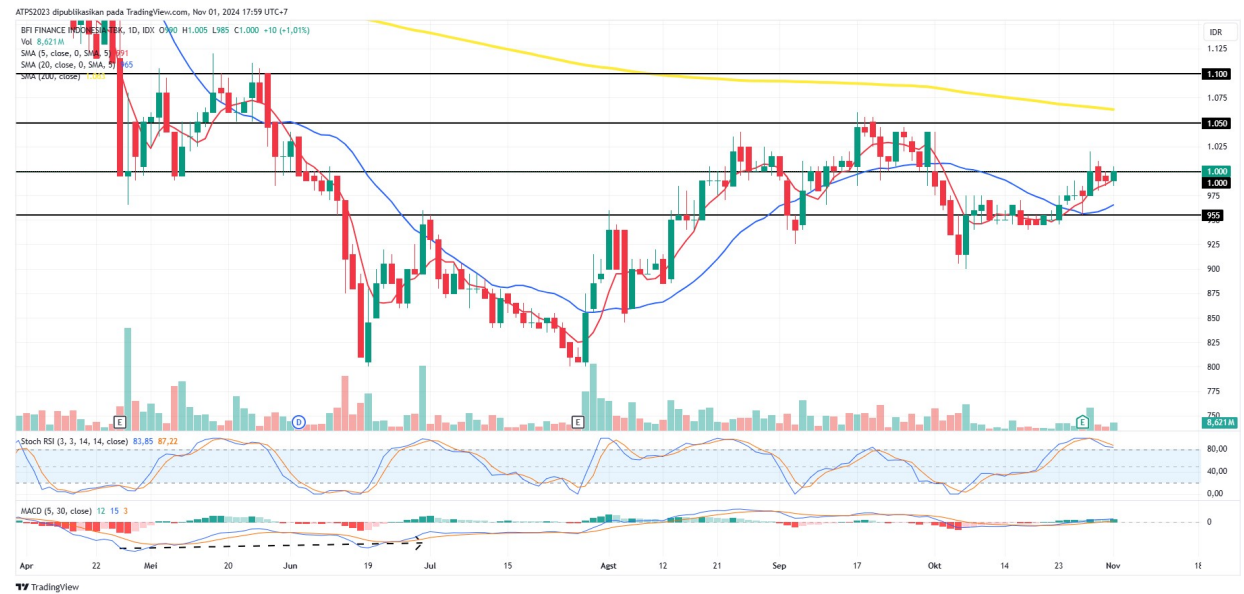 ATPS2023 dipublikasikan pada TradingView.com, Nov 01, 2024 17:59 UTC+7
BFI FINANCE INDONESIA TBK, 1D, IDX O990 H1.005 L985 C1.000 +10 (+1,01%)
IDR
Vol 8,621M
SMA (5, close, 0, SMA, 5) 991
SMA (20, close, 0, SMA, 5) 965
SMA (200, close)
1.125
1.100
1.075
1.050
1.025
1.000
1.000
975
955
925
900
875
850
825
800
775
750
E
D
E
E
8,621M
Stoch RSI (3, 3, 14, 14, close) 83,85 87,22
80,00
40,00
0,00
MACD (5, 30, close) 12 15 3
0
Apr 22 Mei 20 Jun 19 Jul 15 Agst 12 21 Sep 17 Okt 14 23 Nov 18
TradingView